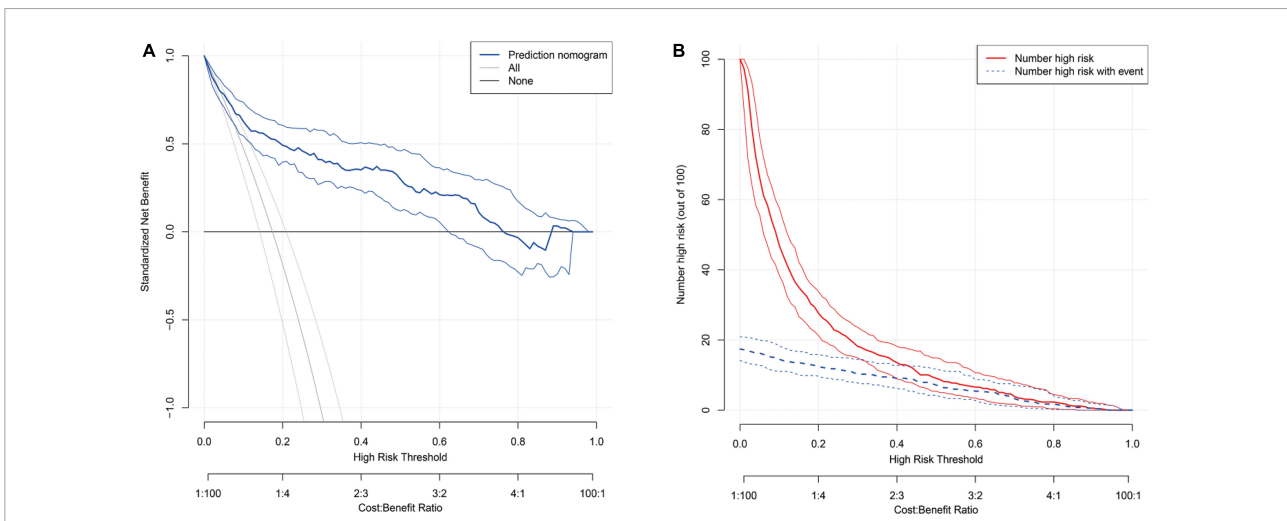 A
Prediction nomogram
All
None
Standardized Net Benefit
1.0
0.5
0.0
−0.5
−1.0
0.0 0.2 0.4 0.6 0.8 1.0
High Risk Threshold
1:100 1:4 2:3 3:2 4:1 100:1
Cost:Benefit Ratio
B
Number high risk
Number high risk with event
Number high risk (out of 100)
100
80
60
40
20
0
0.0 0.2 0.4 0.6 0.8 1.0
High Risk Threshold
1:100 1:4 2:3 3:2 4:1 100:1
Cost:Benefit Ratio